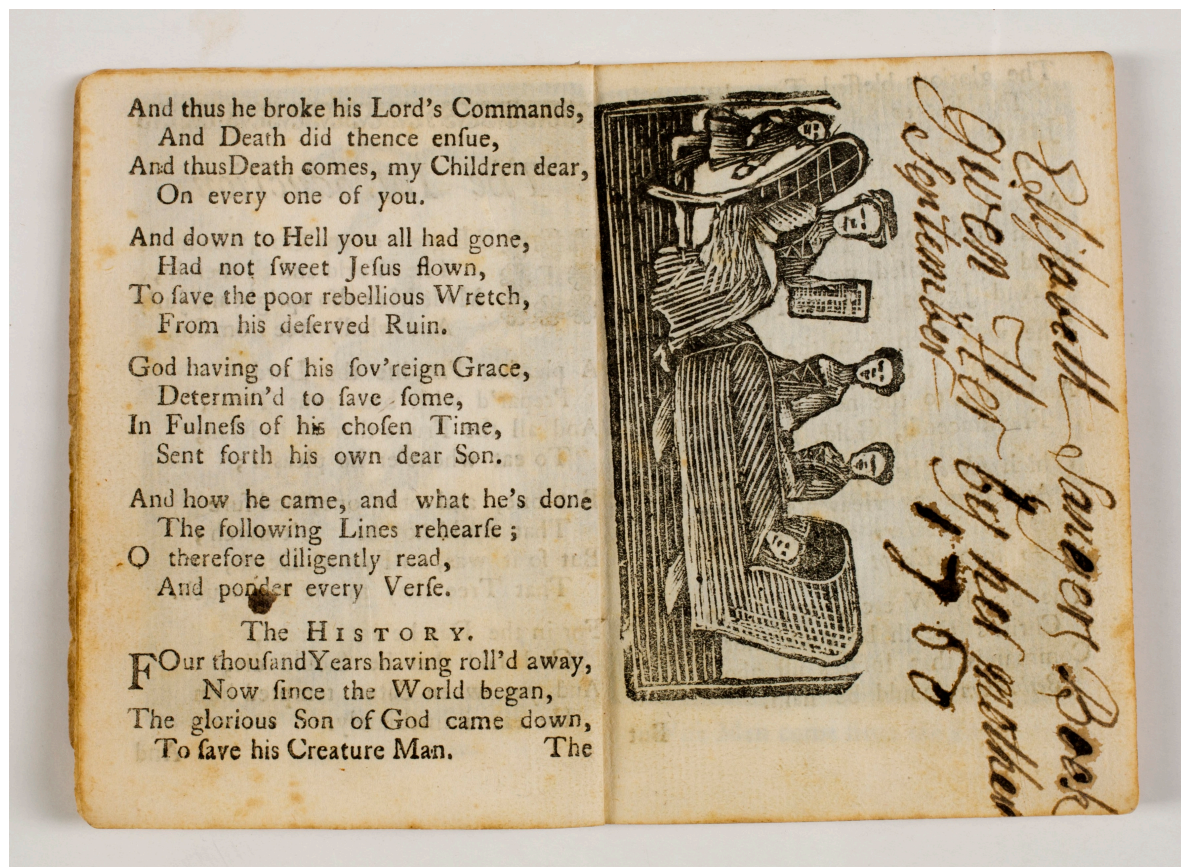 And thus he broke his Lord's Commands,
And Death did thence enſue,
And thusDeath comes, my Children dear,
On every one of you.
And down to Hell you all had gone,
Had not ſweet Jeſus flown,
To ſave the poor rebellious Wretch,
From his deſerved Ruin.
God having of his ſov'reign Grace,
Determin'd to ſave ſome,
In Fulneſs of his choſen Time,
Sent forth his own dear Son.
And how he came, and what he's done
The following Lines rehearſe ;
O therefore diligently read,
And ponder every Verſe.
The HISTORY.
FOur thouſandYears having roll'd away,
Now ſince the World began,
The glorious Son of God came down,
To ſave his Creature Man. The
Eliſabeth Sangers Book
Given Her by her mother
September